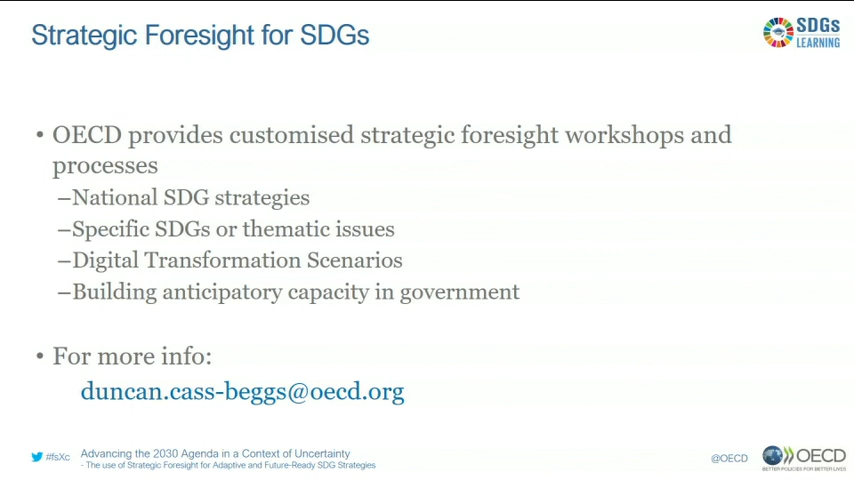 Strategic Foresight for SDGs
SDGs
LEARNING
• OECD provides customised strategic foresight workshops and
processes
–National SDG strategies
–Specific SDGs or thematic issues
–Digital Transformation Scenarios
–Building anticipatory capacity in government
• For more info:
duncan.cass-beggs@oecd.org
#fsXc
Advancing the 2030 Agenda in a Context of Uncertainty
- The use of Strategic Foresight for Adaptive and Future-Ready SDG Strategies
@OECD
OECD
BETTER POLICIES FOR BETTER LIVES